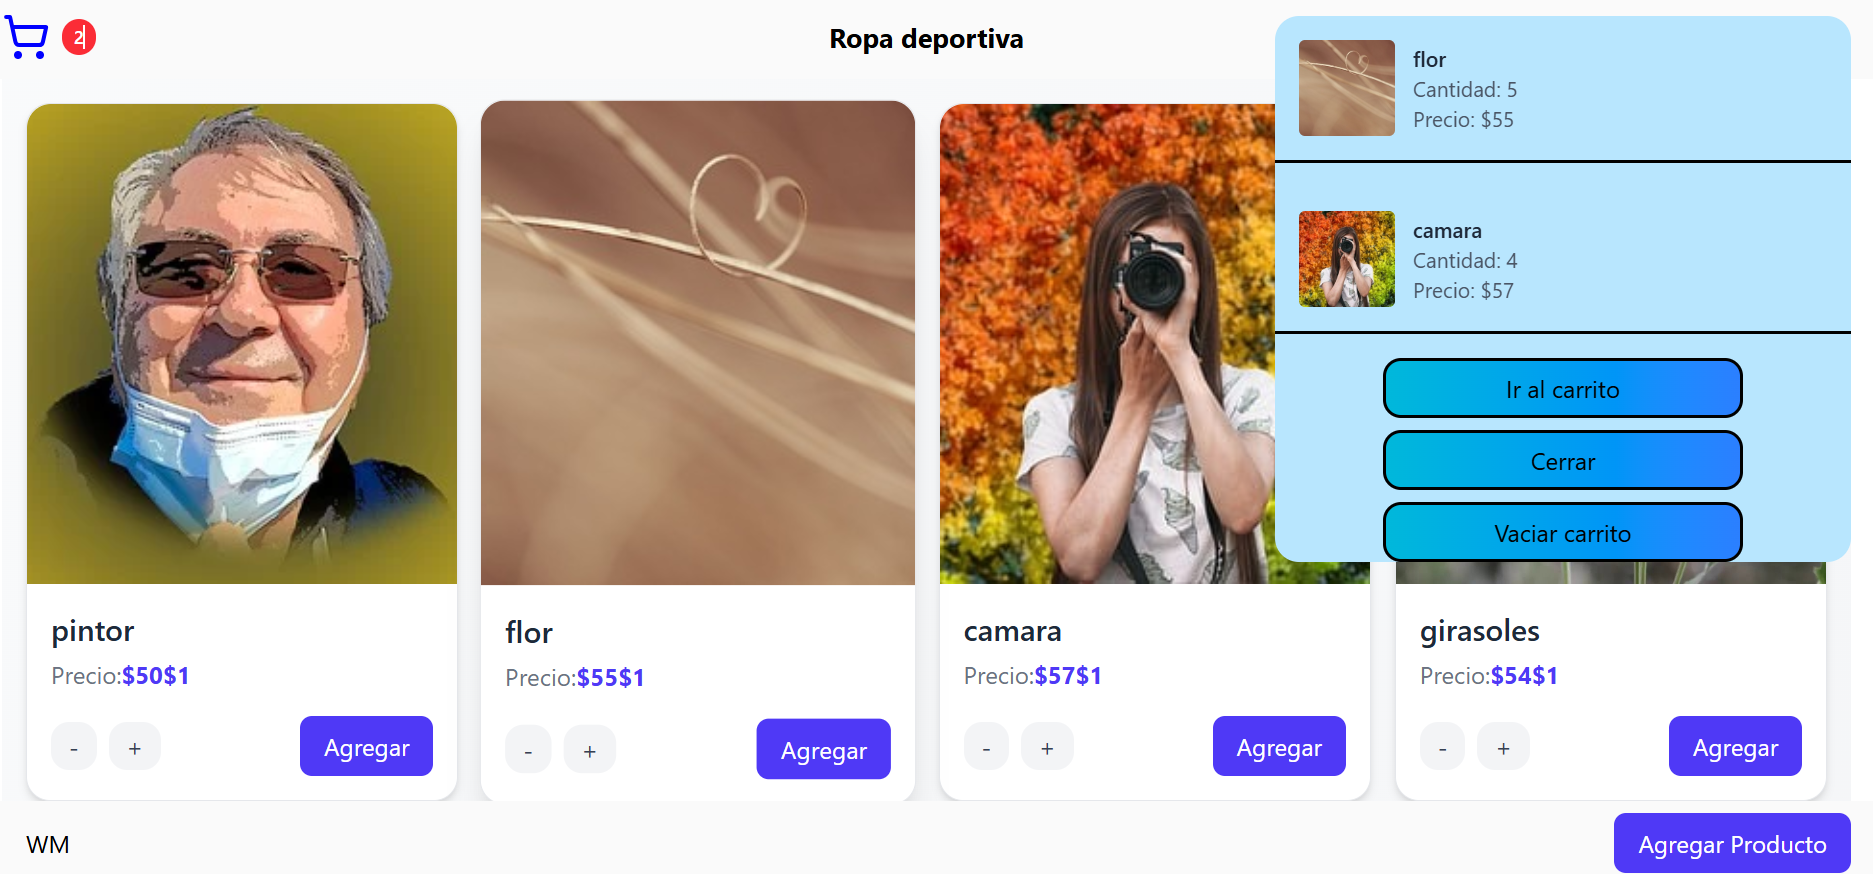 2
Ropa deportiva
flor
Cantidad: 5
Precio: $55
camara
Cantidad: 4
Precio: $57
Ir al carrito
Cerrar
Vaciar carrito
pintor
Precio:$50$1
- + Agregar
flor
Precio:$55$1
- + Agregar
camara
Precio:$57$1
- + Agregar
girasoles
Precio:$54$1
- + Agregar
WM
Agregar Producto